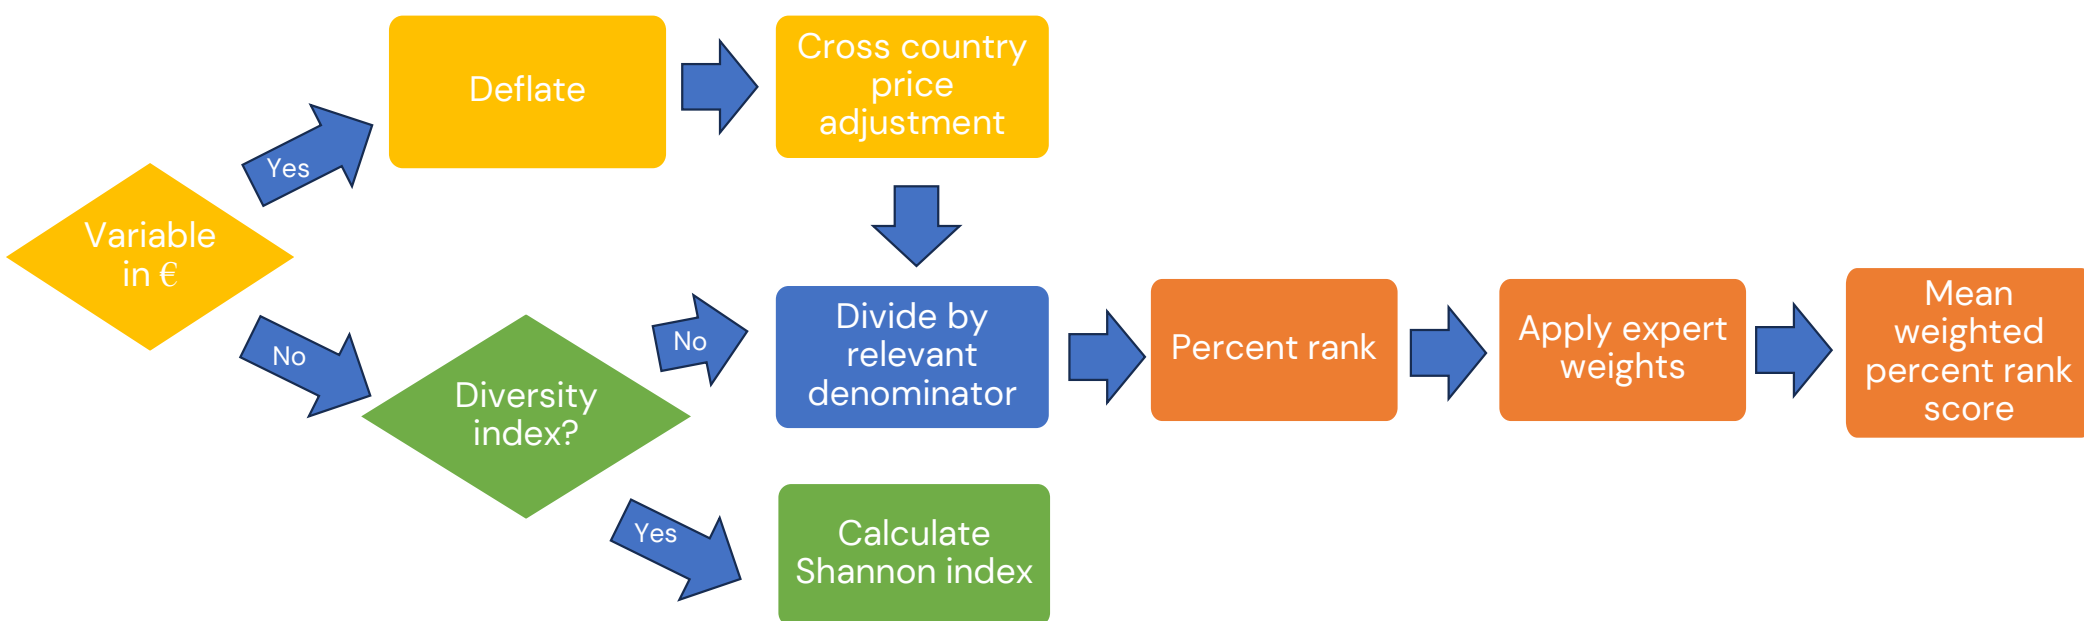 Deflate
Cross country
price
adjustment
Yes
Variable
in €
No
Diversity
index?
No
Divide by
relevant
denominator
Percent rank
Apply expert
weights
Mean
weighted
percent rank
score
Yes
Calculate
Shannon index